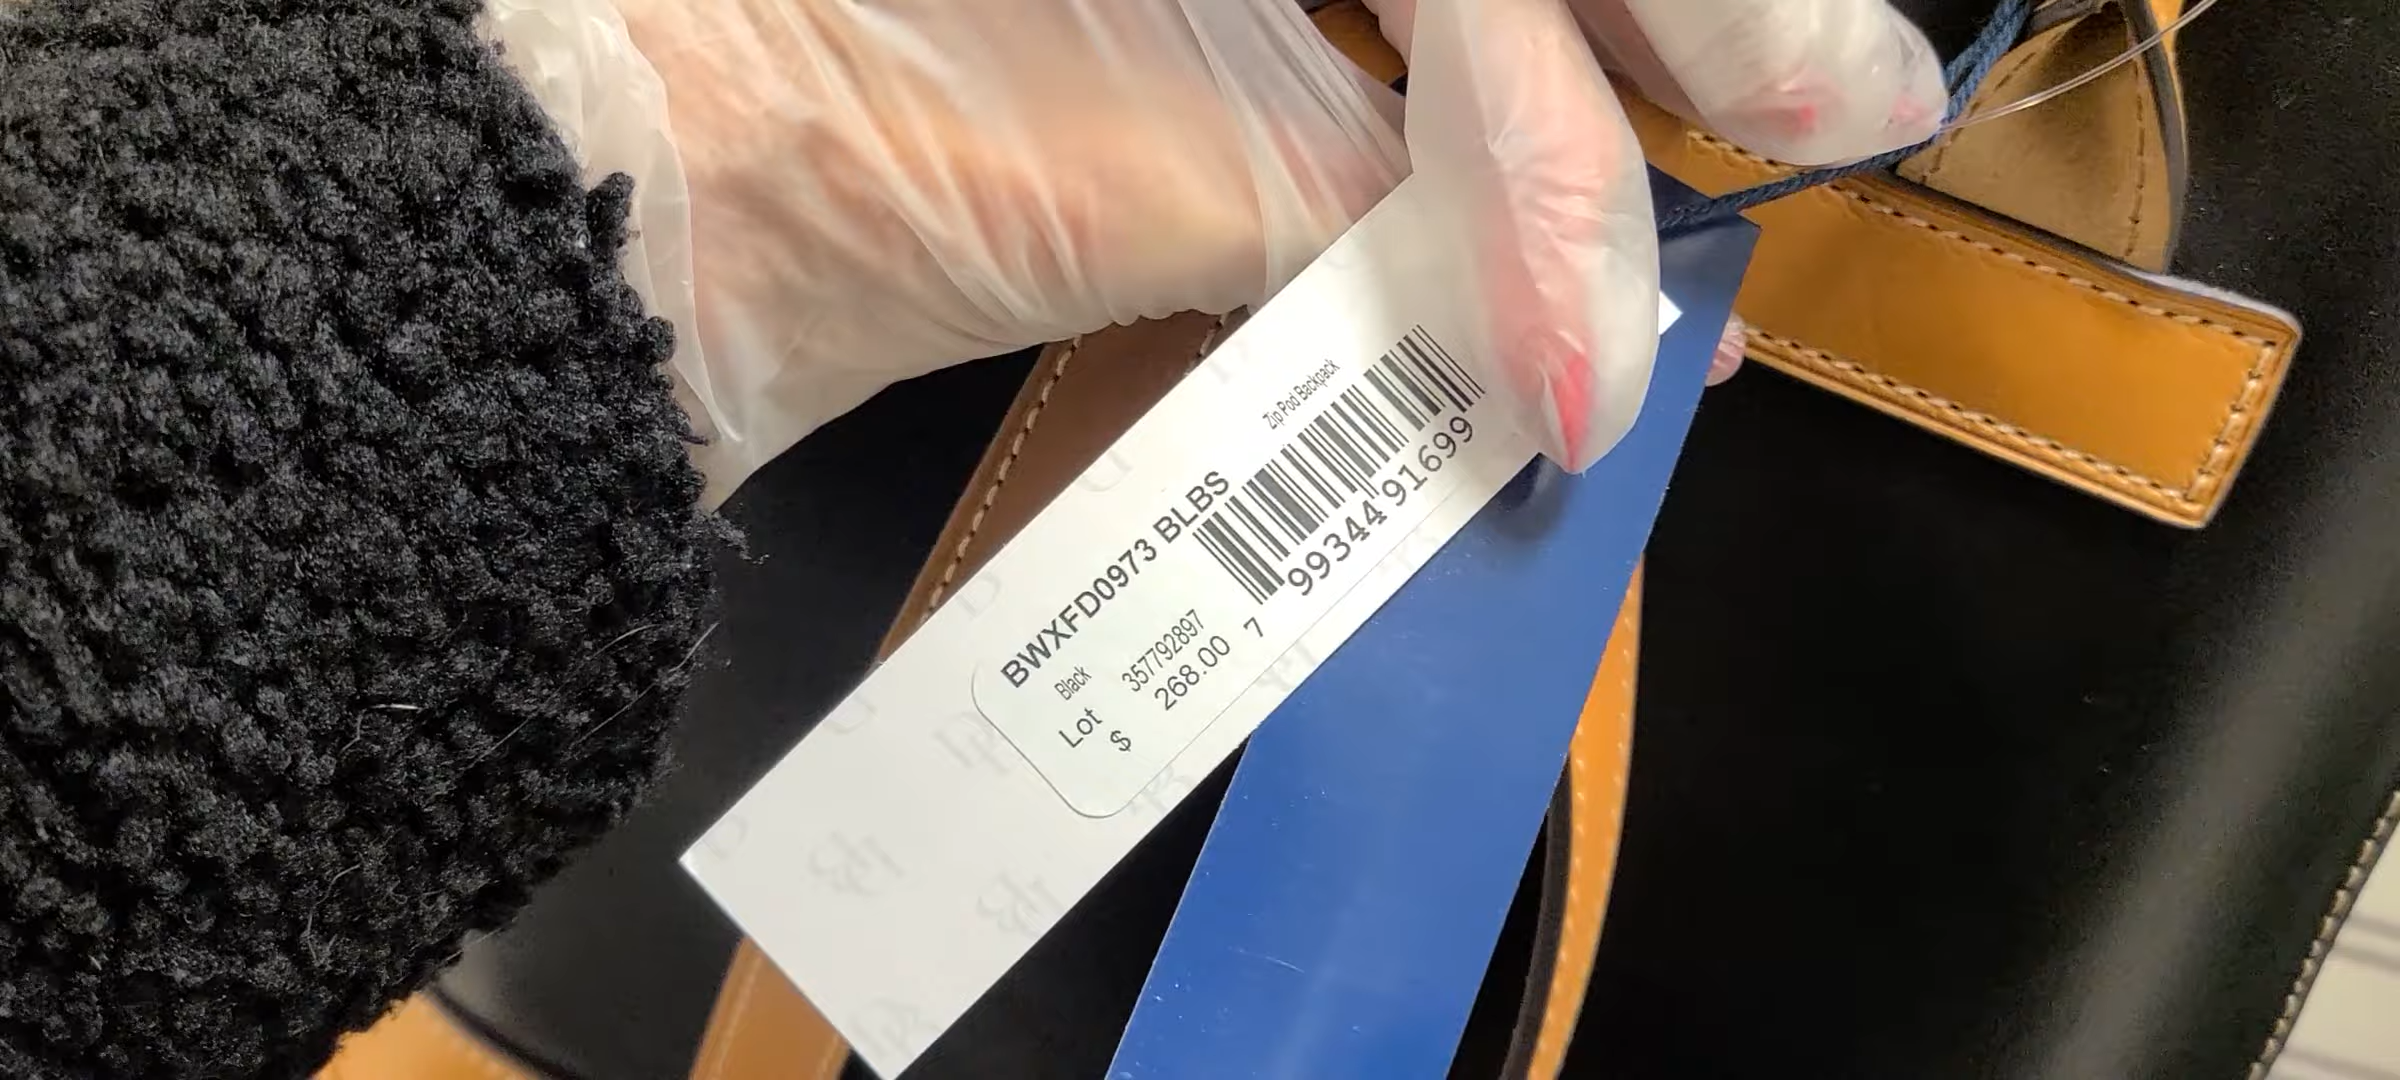 BWXFD0973 BLBS
Black
Zip Pod Backpack
Lot 357792897
$ 268.00
7 99344 91699